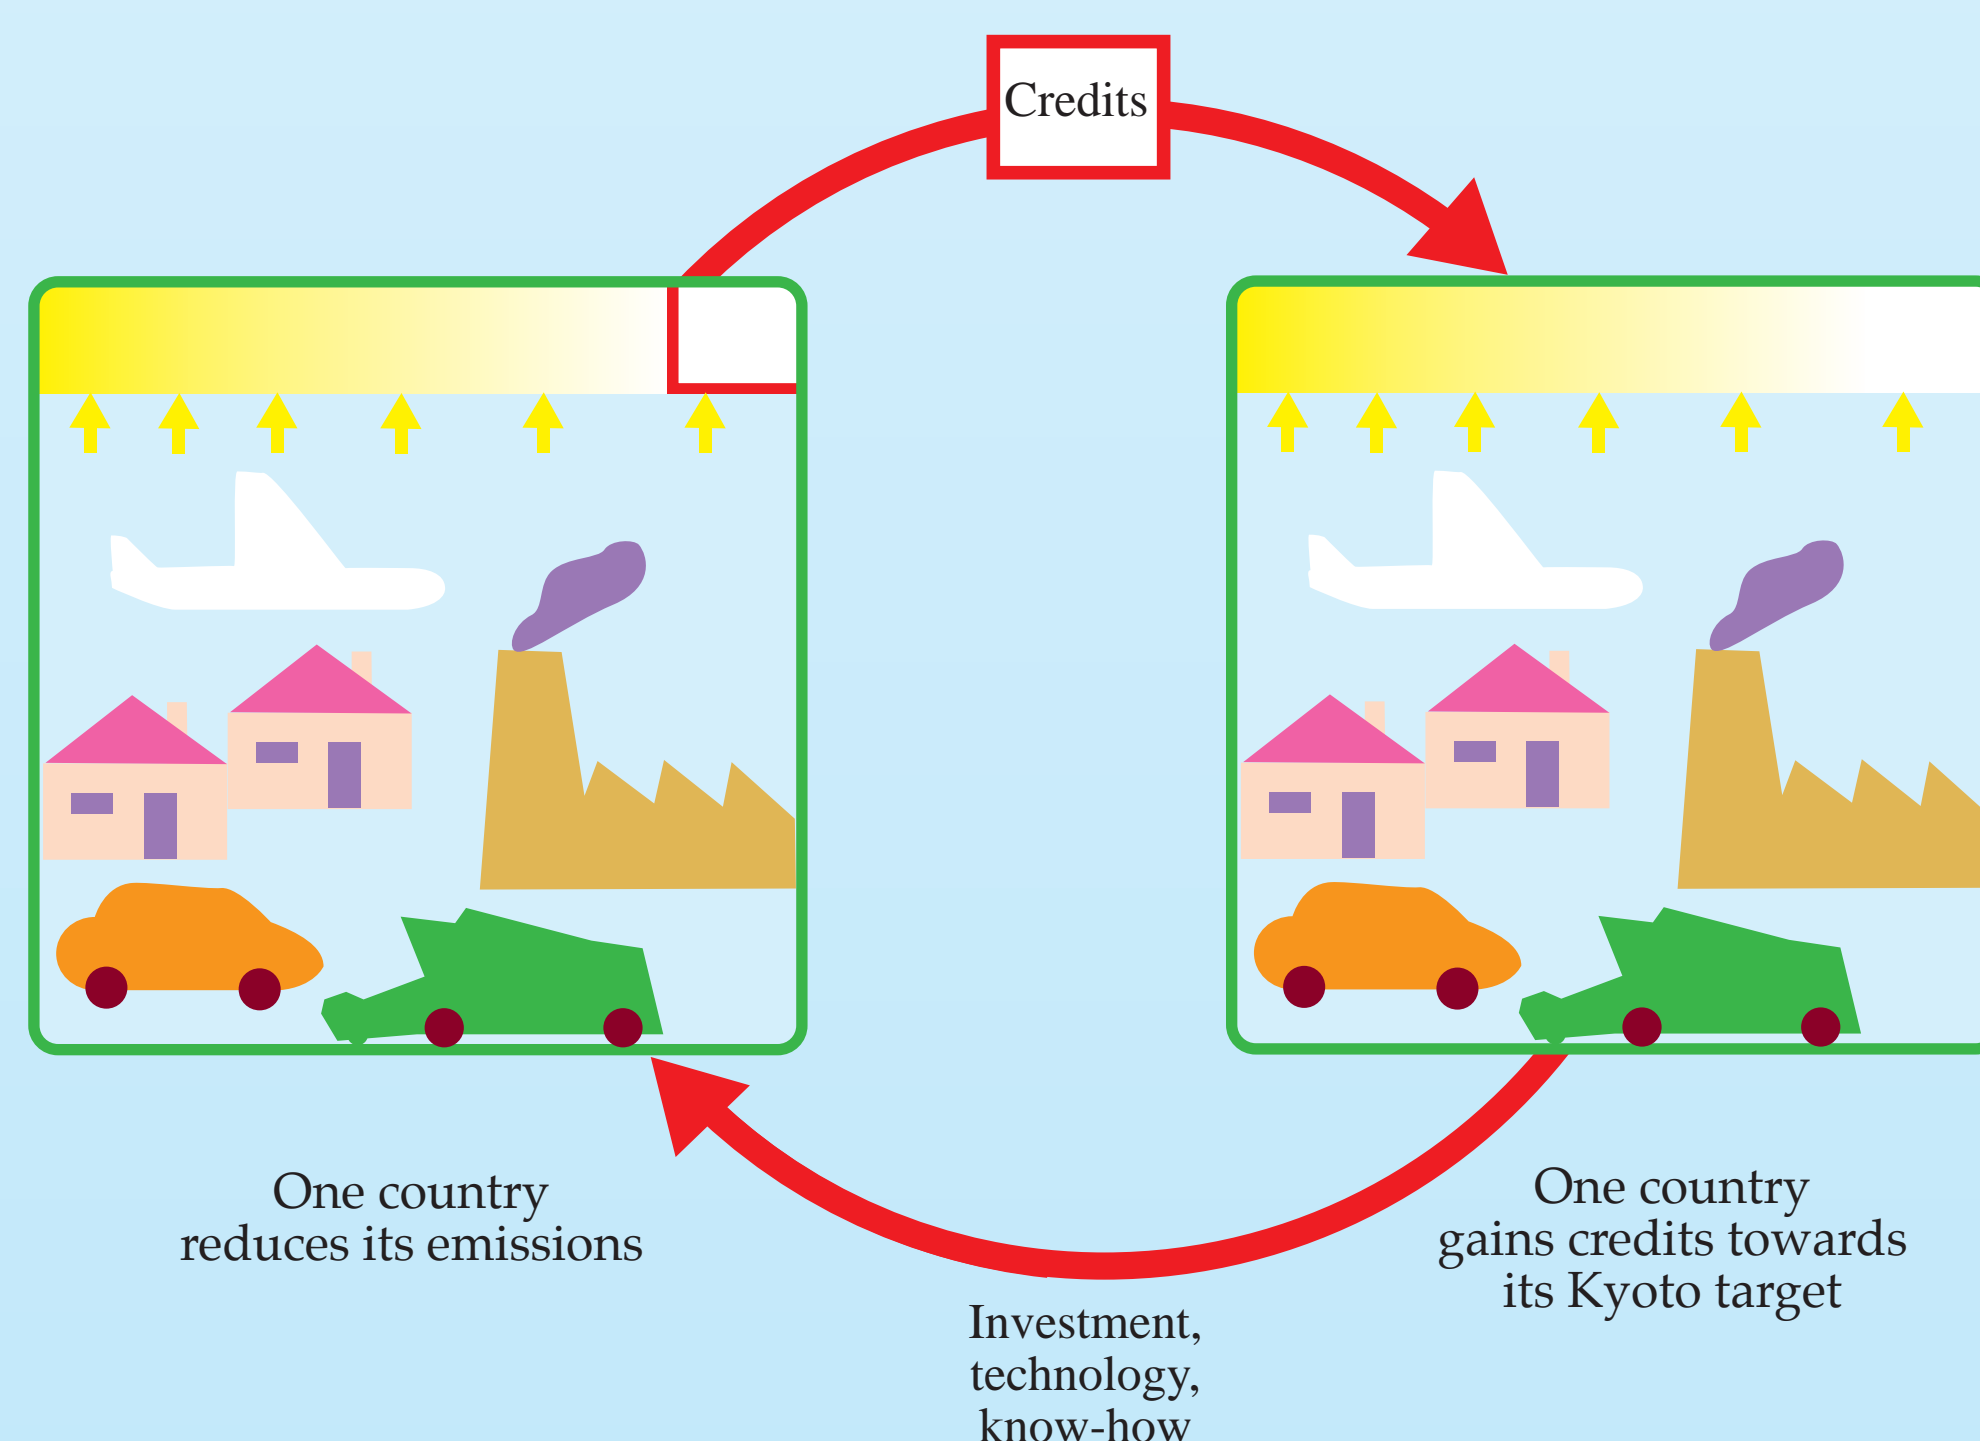 Credits
One country
reduces its emissions
One country
gains credits towards
its Kyoto target
Investment,
technology,
know-how